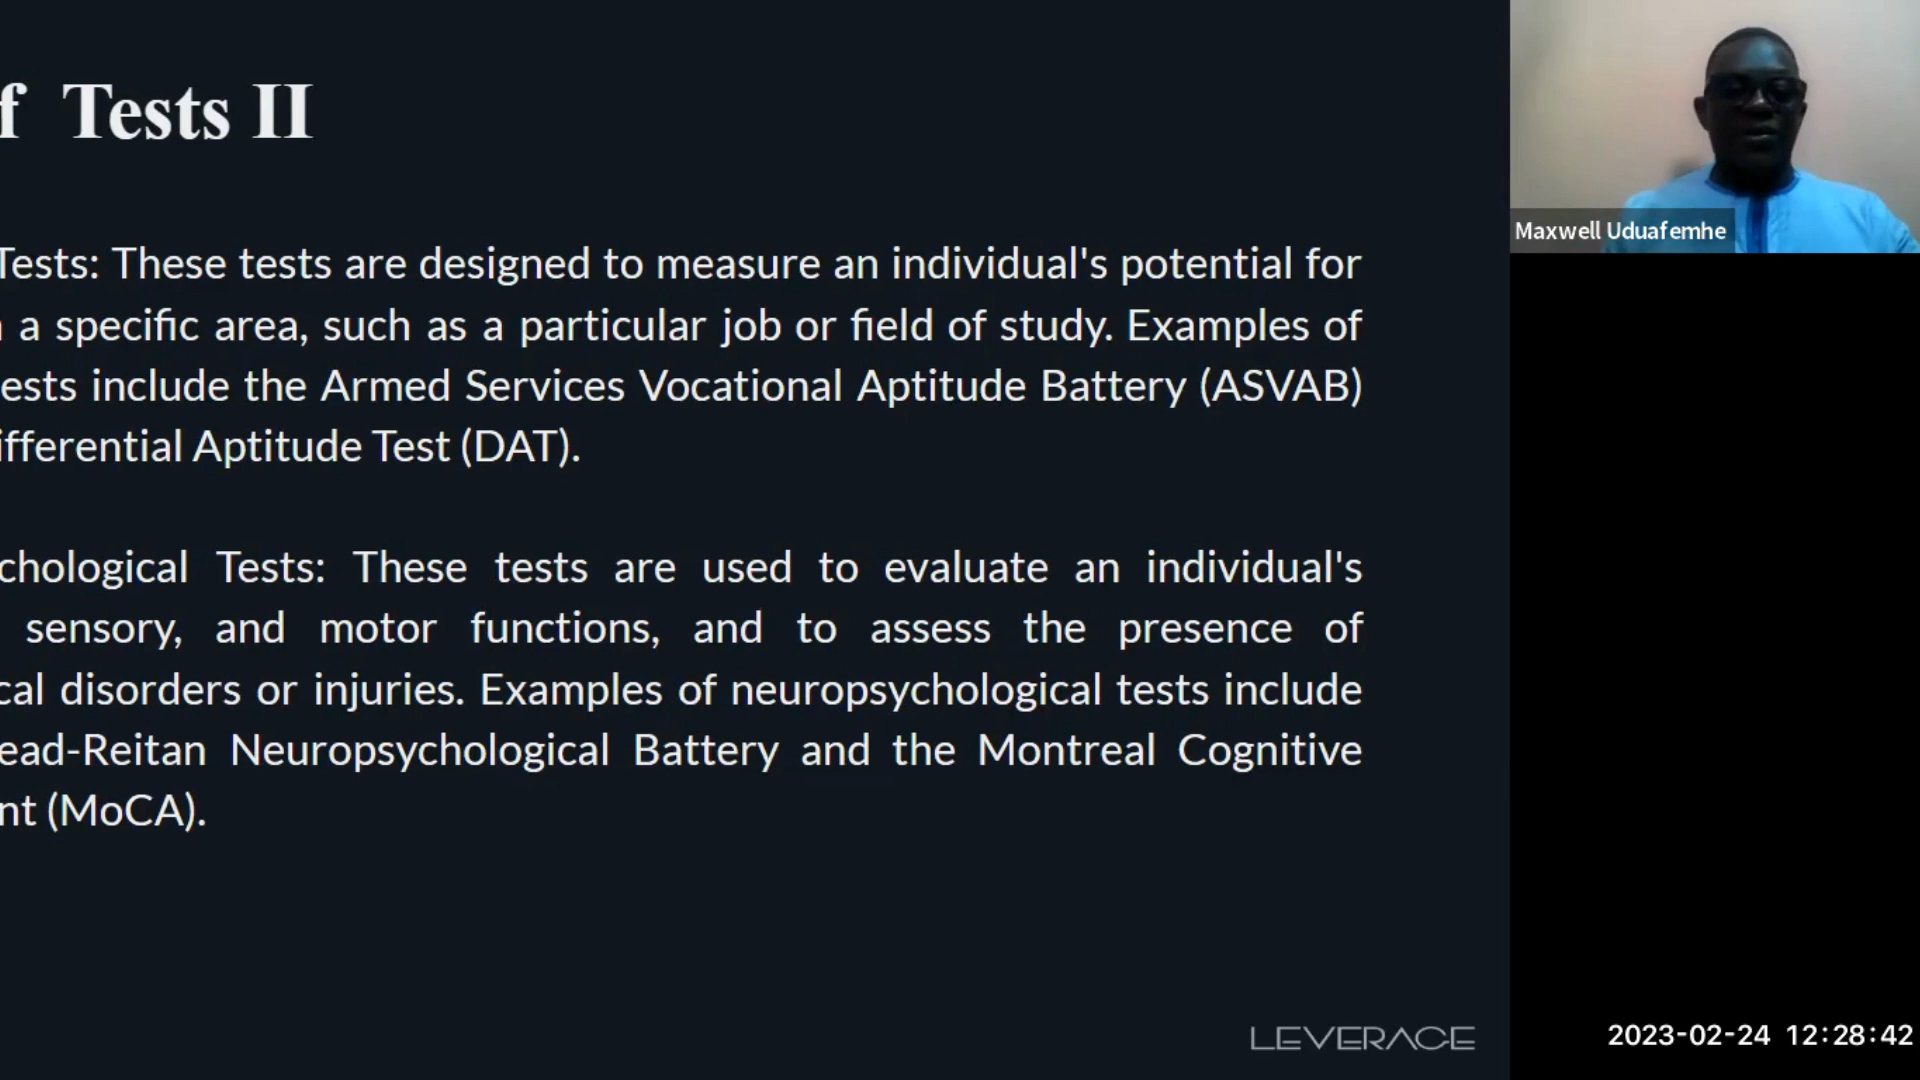 f Tests II
Tests: These tests are designed to measure an individual's potential for
a specific area, such as a particular job or field of study. Examples of
ests include the Armed Services Vocational Aptitude Battery (ASVAB)
ifferential Aptitude Test (DAT).
chological Tests: These tests are used to evaluate an individual's
sensory, and motor functions, and to assess the presence of
cal disorders or injuries. Examples of neuropsychological tests include
ead-Reitan Neuropsychological Battery and the Montreal Cognitive
nt (MoCA).
Maxwell Uduafemhe
LEVERAGE
2023-02-24 12:28:42